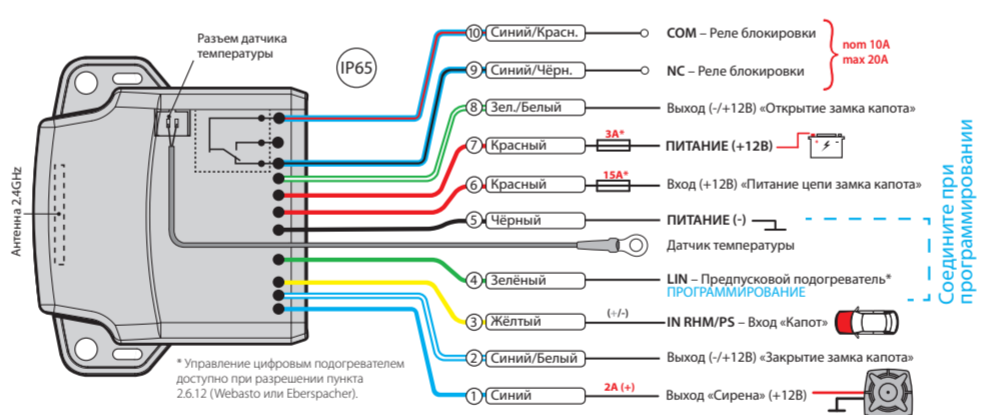 Разъем датчика
температуры
IP65
Антенна 2.4GHz
10 Синий/Красн. COM – Реле блокировки
nom 10A
max 20A
9 Синий/Чёрн. NC – Реле блокировки
8 Зел./Белый Выход (-/+12В) «Открытие замка капота»
7 Красный 3A* ПИТАНИЕ (+12В)
6 Красный 15A* Вход (+12В) «Питание цепи замка капота»
5 Чёрный ПИТАНИЕ (-)
Датчик температуры
4 Зелёный LIN – Предпусковой подогреватель*
ПРОГРАММИРОВАНИЕ
Соедините при
программировании
3 Жёлтый (+/-) IN RHM/PS – Вход «Капот»
2 Синий/Белый Выход (-/+12В) «Закрытие замка капота»
1 Синий 2A (+) Выход «Сирена» (+12В)
* Управление цифровым подогревателем
доступно при разрешении пункта
2.6.12 (Webasto или Eberspacher).